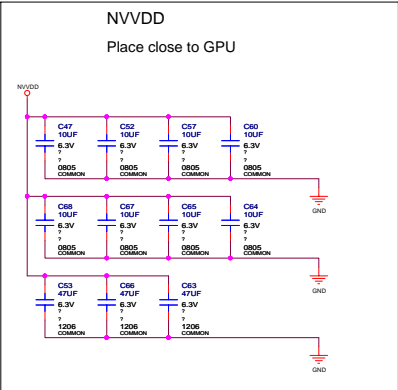 NVVDD
Place close to GPU
NVVDD
C47 C52 C57 C60
10UF 10UF 10UF 10UF
6.3V 6.3V 6.3V 6.3V
? ? ? ?
? ? ? ?
0805 0805 0805 0805
COMMON COMMON COMMON COMMON
GND
C68 C67 C65 C64
10UF 10UF 10UF 10UF
6.3V 6.3V 6.3V 6.3V
? ? ? ?
? ? ? ?
0805 0805 0805 0805
COMMON COMMON COMMON COMMON
GND
C53 C66 C63
47UF 47UF 47UF
6.3V 6.3V 6.3V
? ? ?
? ? ?
1206 1206 1206
COMMON COMMON COMMON
GND